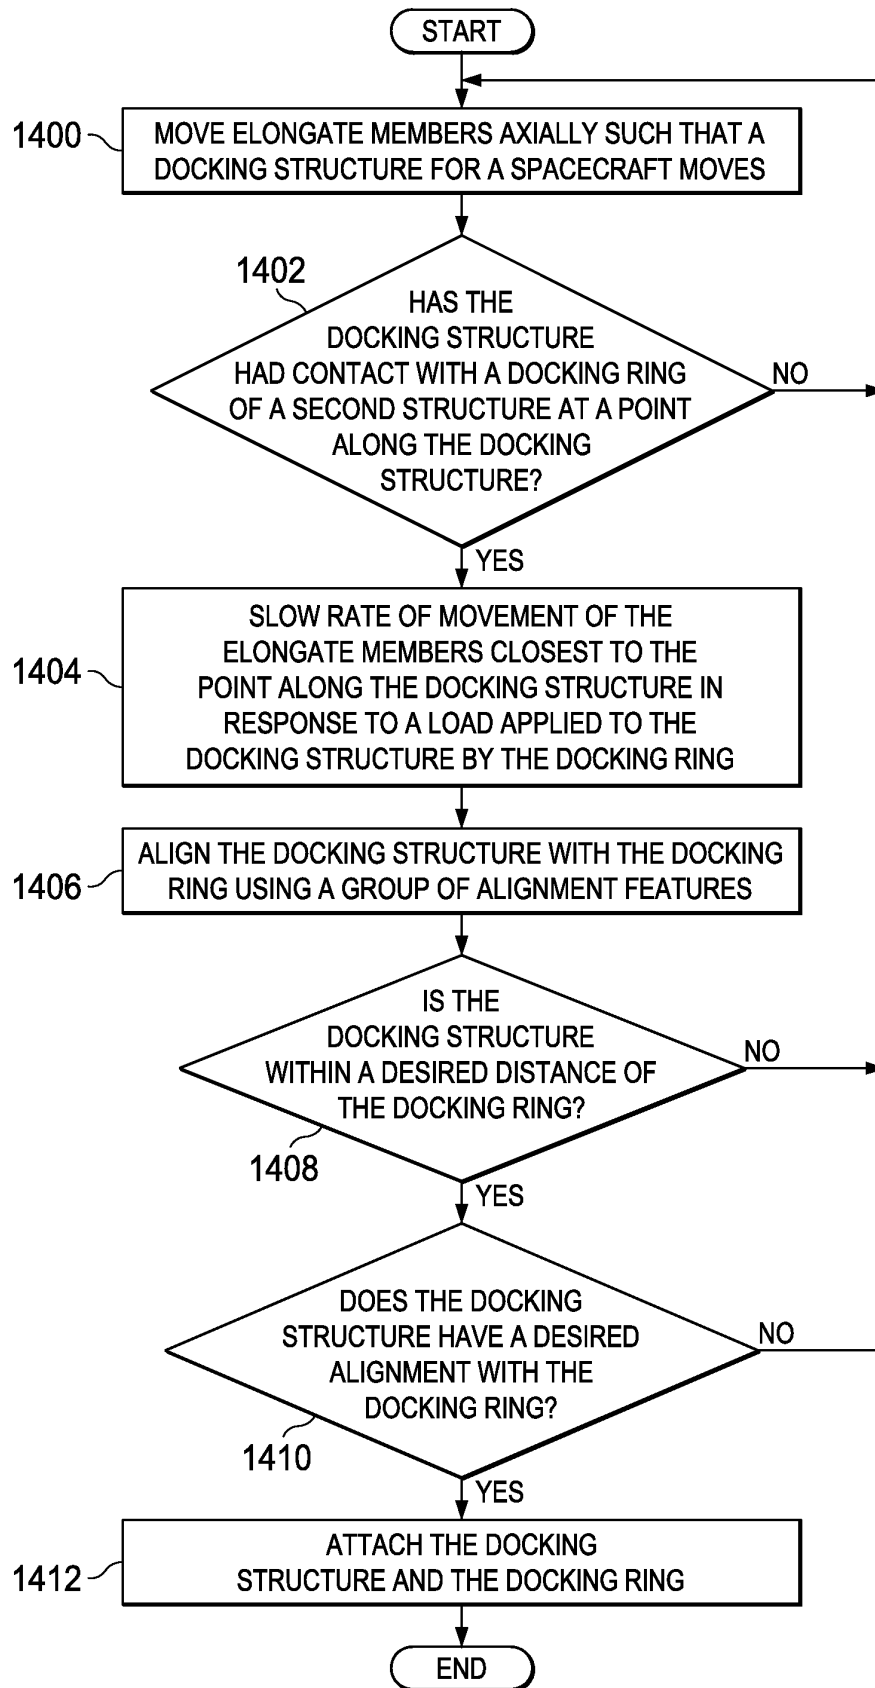 START
1400
MOVE ELONGATE MEMBERS AXIALLY SUCH THAT A
DOCKING STRUCTURE FOR A SPACECRAFT MOVES
1402
HAS THE
DOCKING STRUCTURE
HAD CONTACT WITH A DOCKING RING
OF A SECOND STRUCTURE AT A POINT
ALONG THE DOCKING
STRUCTURE?
NO
YES
1404
SLOW RATE OF MOVEMENT OF THE
ELONGATE MEMBERS CLOSEST TO THE
POINT ALONG THE DOCKING STRUCTURE IN
RESPONSE TO A LOAD APPLIED TO THE
DOCKING STRUCTURE BY THE DOCKING RING
1406
ALIGN THE DOCKING STRUCTURE WITH THE DOCKING
RING USING A GROUP OF ALIGNMENT FEATURES
IS THE
DOCKING STRUCTURE
WITHIN A DESIRED DISTANCE OF
THE DOCKING RING?
NO
1408
YES
DOES THE DOCKING
STRUCTURE HAVE A DESIRED
ALIGNMENT WITH THE
DOCKING RING?
NO
1410
YES
1412
ATTACH THE DOCKING
STRUCTURE AND THE DOCKING RING
END